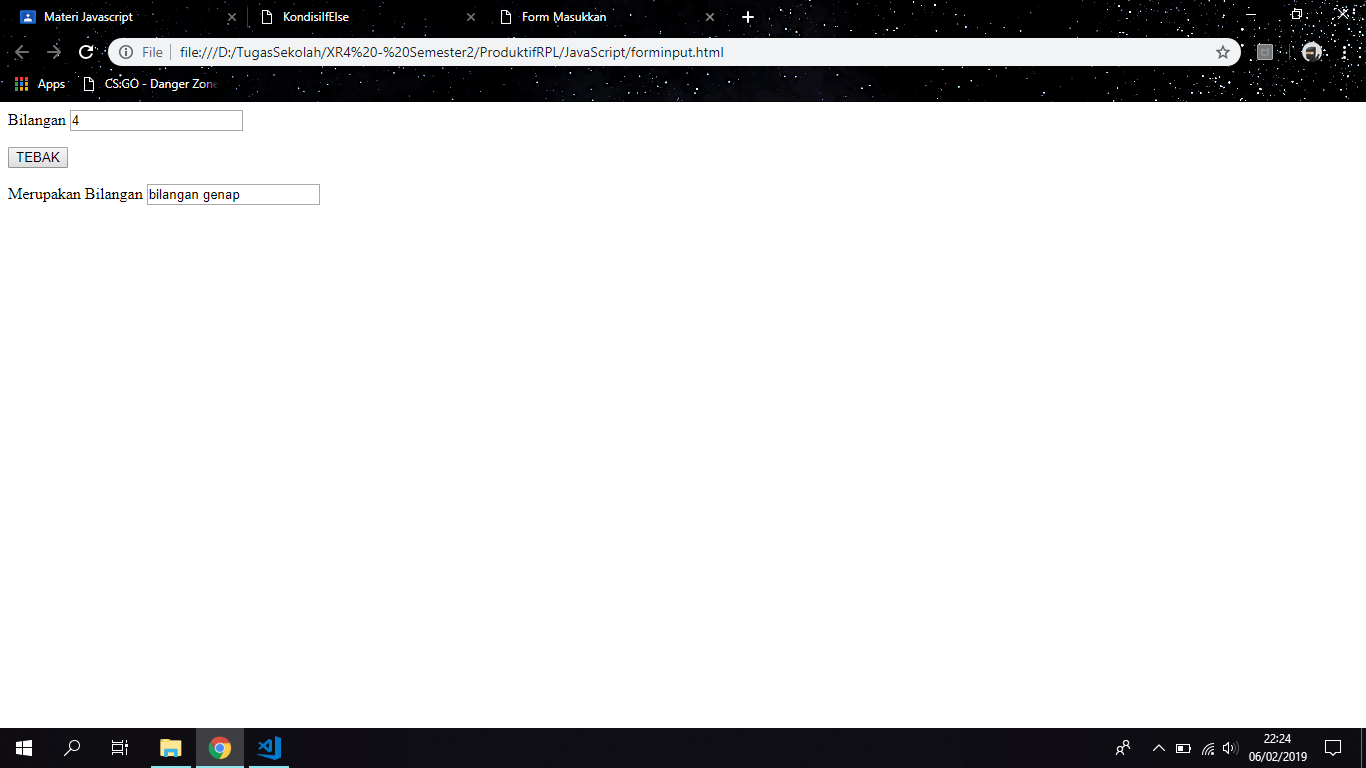 Materi Javascript
KondisiIfElse
Form Masukkan
File file:///D:/TugasSekolah/XR4%20-%20Semester2/ProduktifRPL/JavaScript/forminput.html
Apps CS:GO - Danger Zone
Bilangan 4
TEBAK
Merupakan Bilangan bilangan genap
22:24
06/02/2019